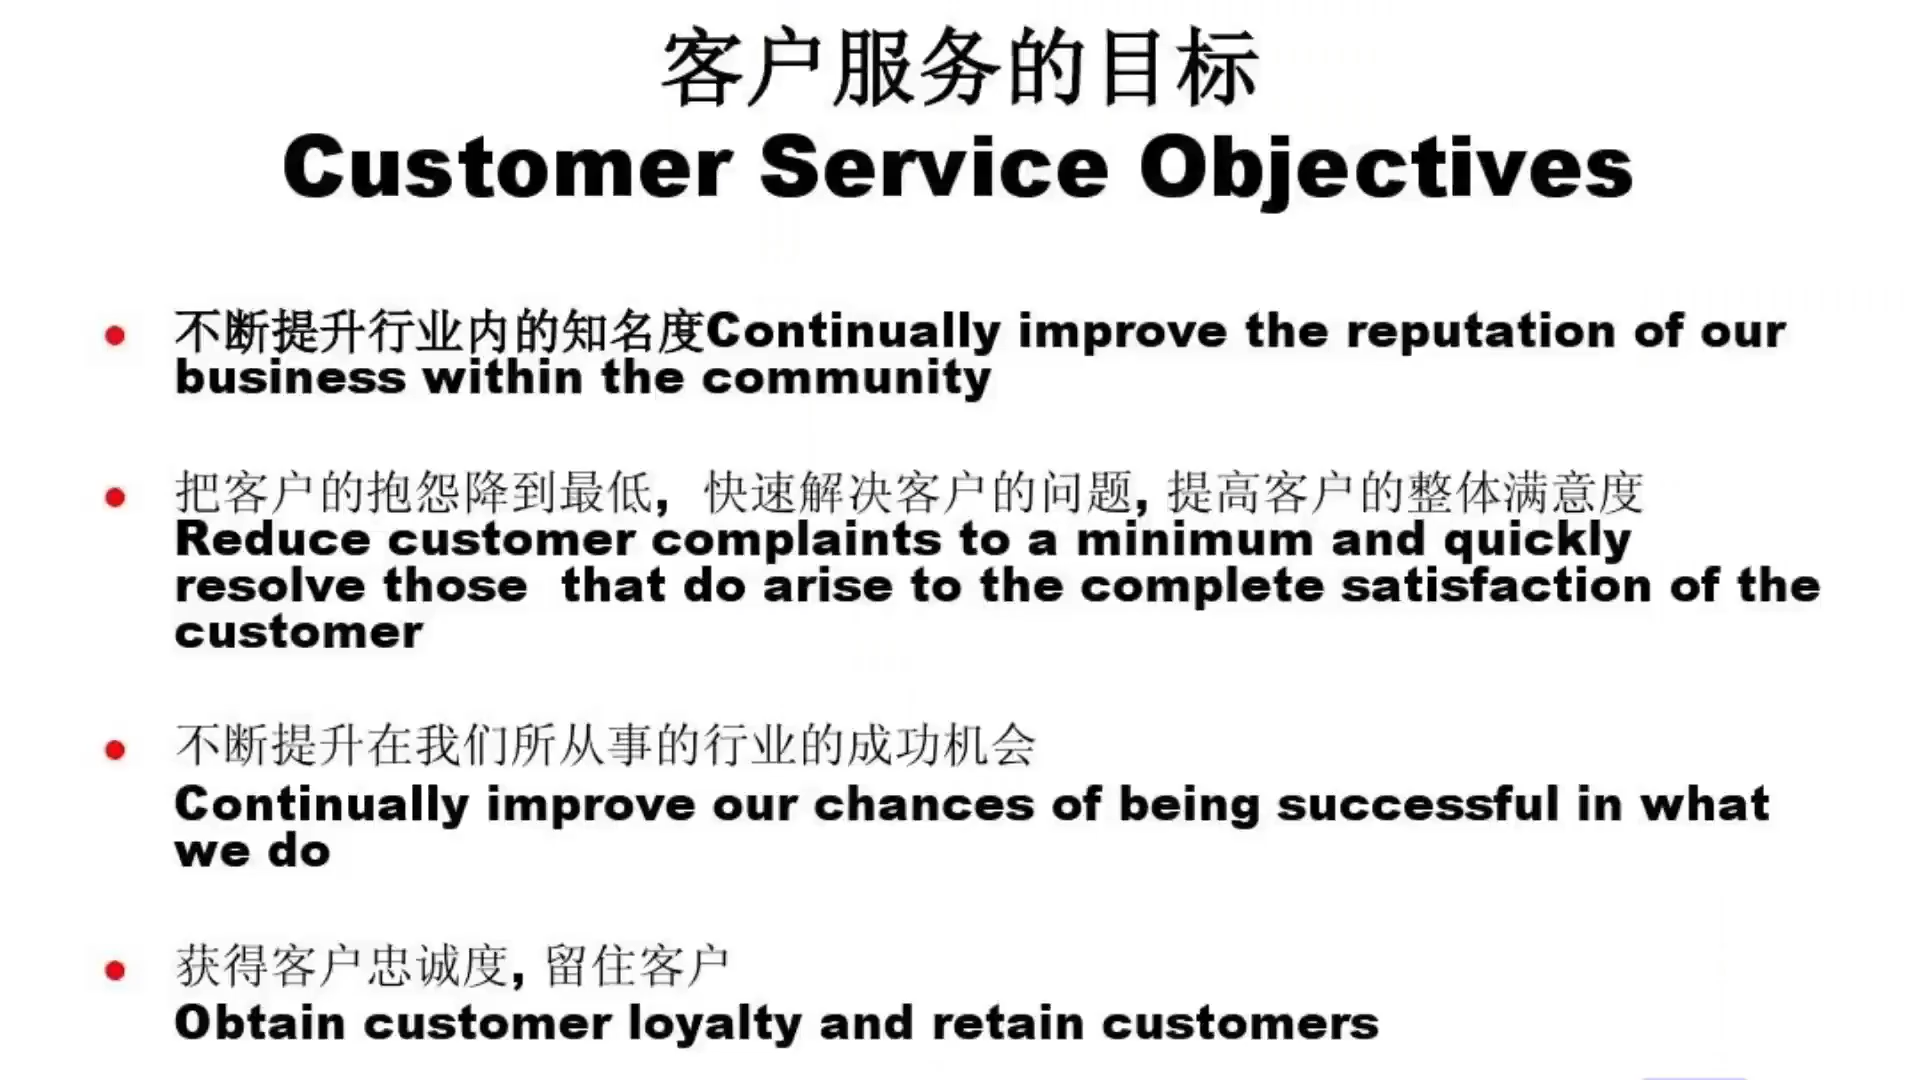 客户服务的目标
Customer Service Objectives
不断提升行业内的知名度Continually improve the reputation of our
business within the community
把客户的抱怨降到最低，快速解决客户的问题, 提高客户的整体满意度
Reduce customer complaints to a minimum and quickly
resolve those  that do arise to the complete satisfaction of the
customer
不断提升在我们所从事的行业的成功机会
Continually improve our chances of being successful in what
we do
获得客户忠诚度, 留住客户
Obtain customer loyalty and retain customers